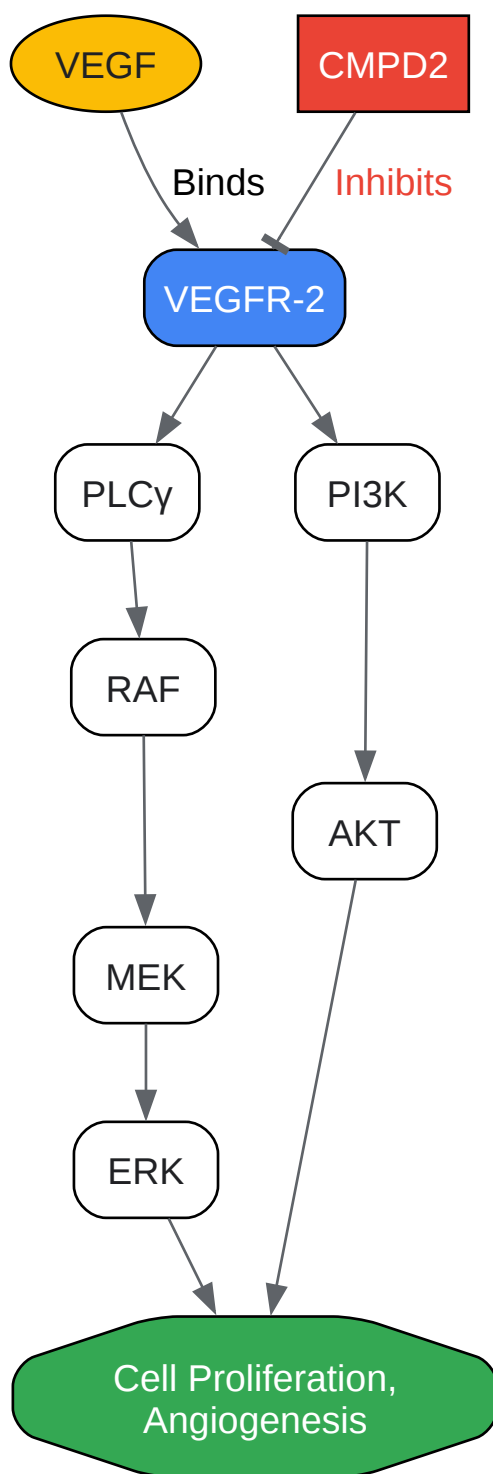 VEGF
CMPD2
Binds
Inhibits
VEGFR-2
PLCγ
PI3K
RAF
AKT
MEK
ERK
Cell Proliferation,
Angiogenesis